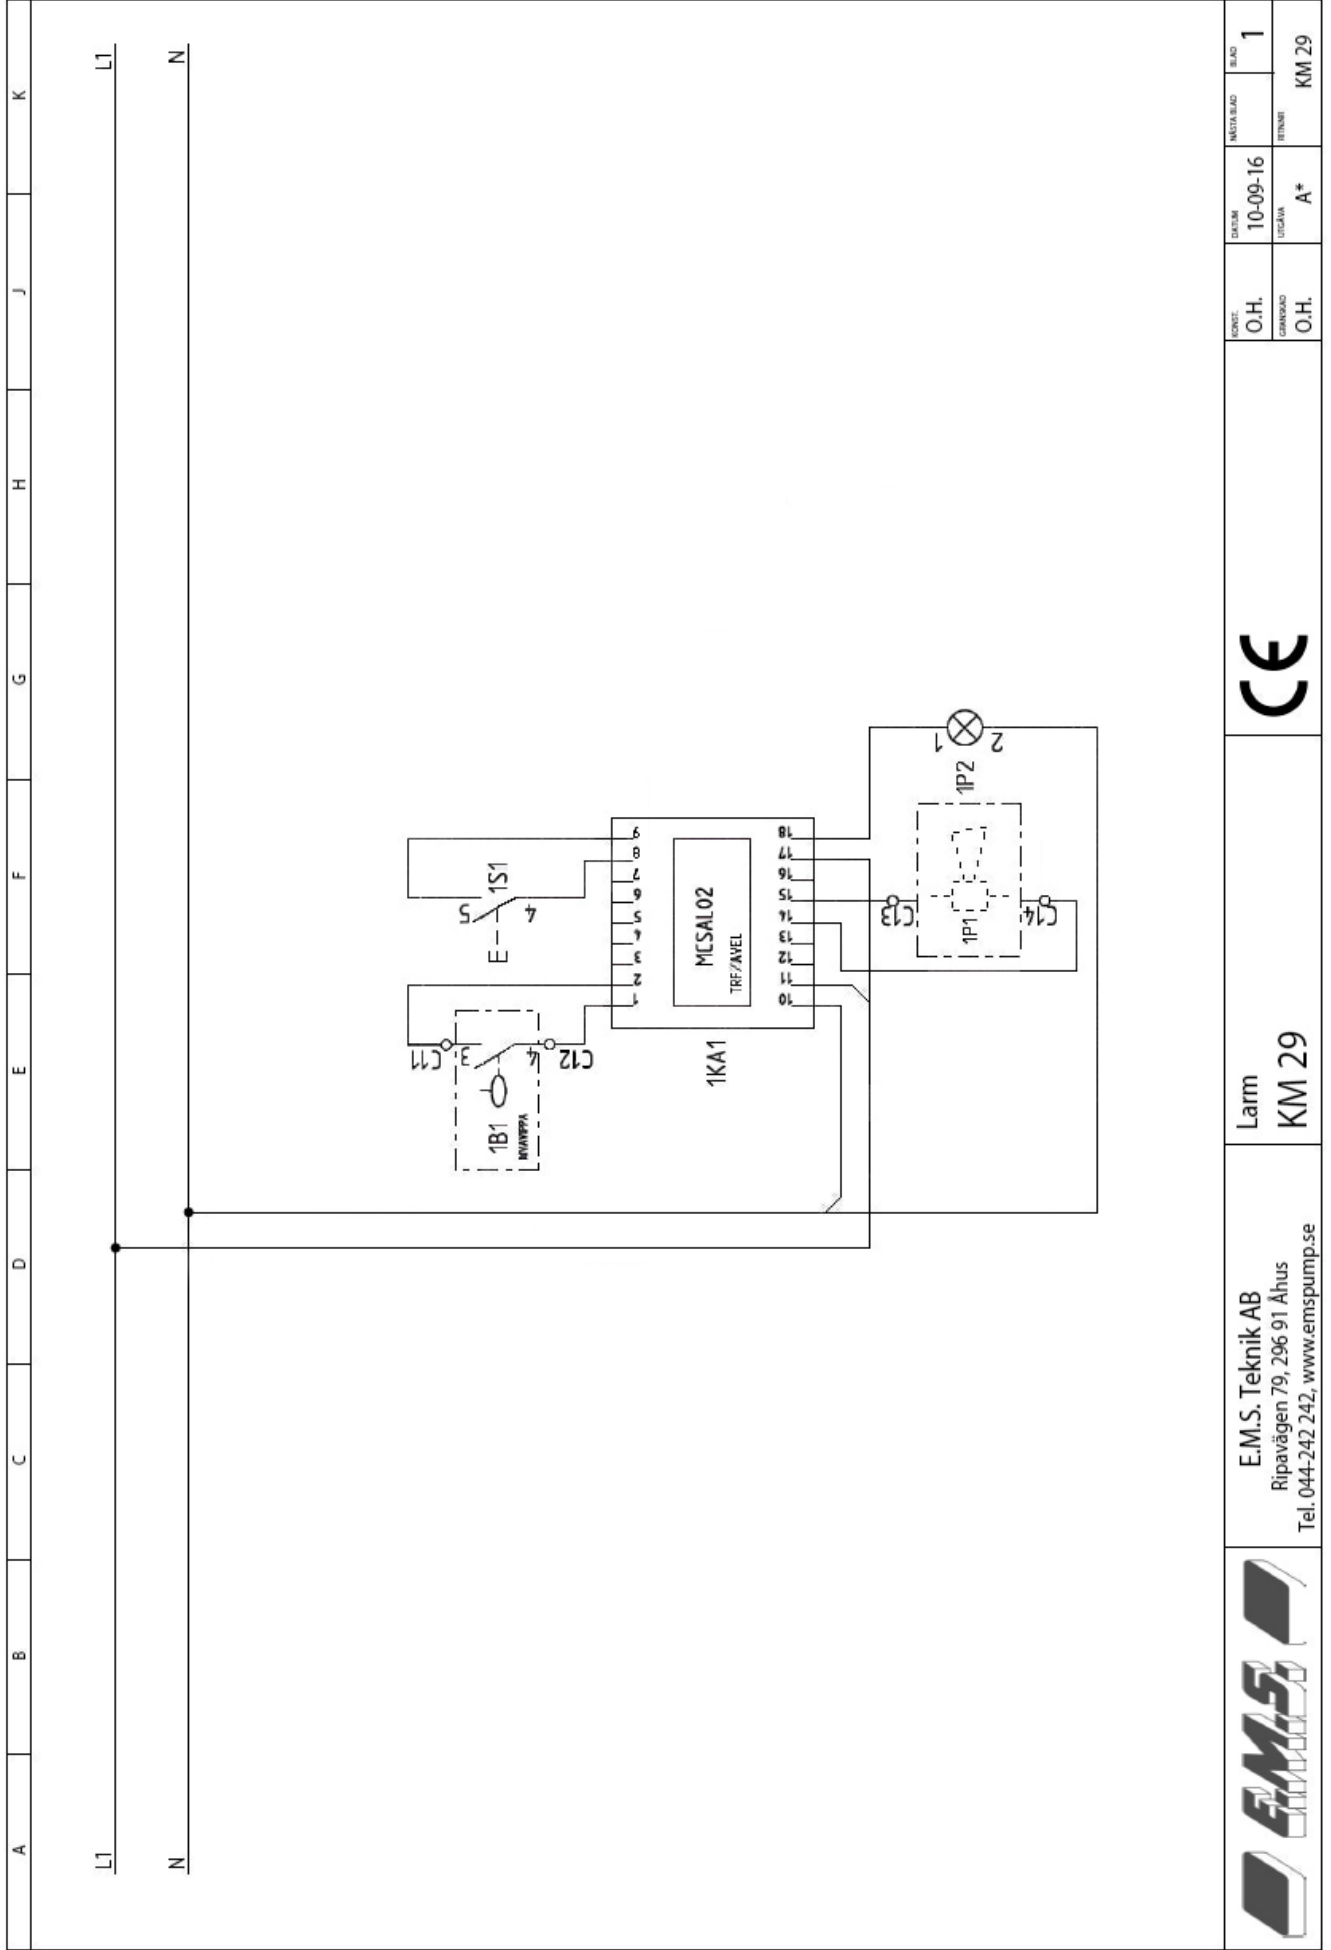 A
B
C
D
E
F
G
H
J
K
L1
L1
N
N
C11
3
1B1
4
C12
5
1S1
E
4
1 2 3 4 5 6 7 8 9
MCSAL02
TRF/AVEL
1KA1
10 11 12 13 14 15 16 17 18
C13
1P1
C14
1P2
1
2
E.M.S.
E.M.S. Teknik AB
Ripavägen 79, 296 91 Åhus
Tel. 044-242 242, www.emspump.se
Larm
KM 29
CE
KONST.
O.H.
DATUM
10-09-16
NÄSTA BLAD
BLAD
1
GRANSKAD
O.H.
UTGÅVA
A*
RITN.NR
KM 29